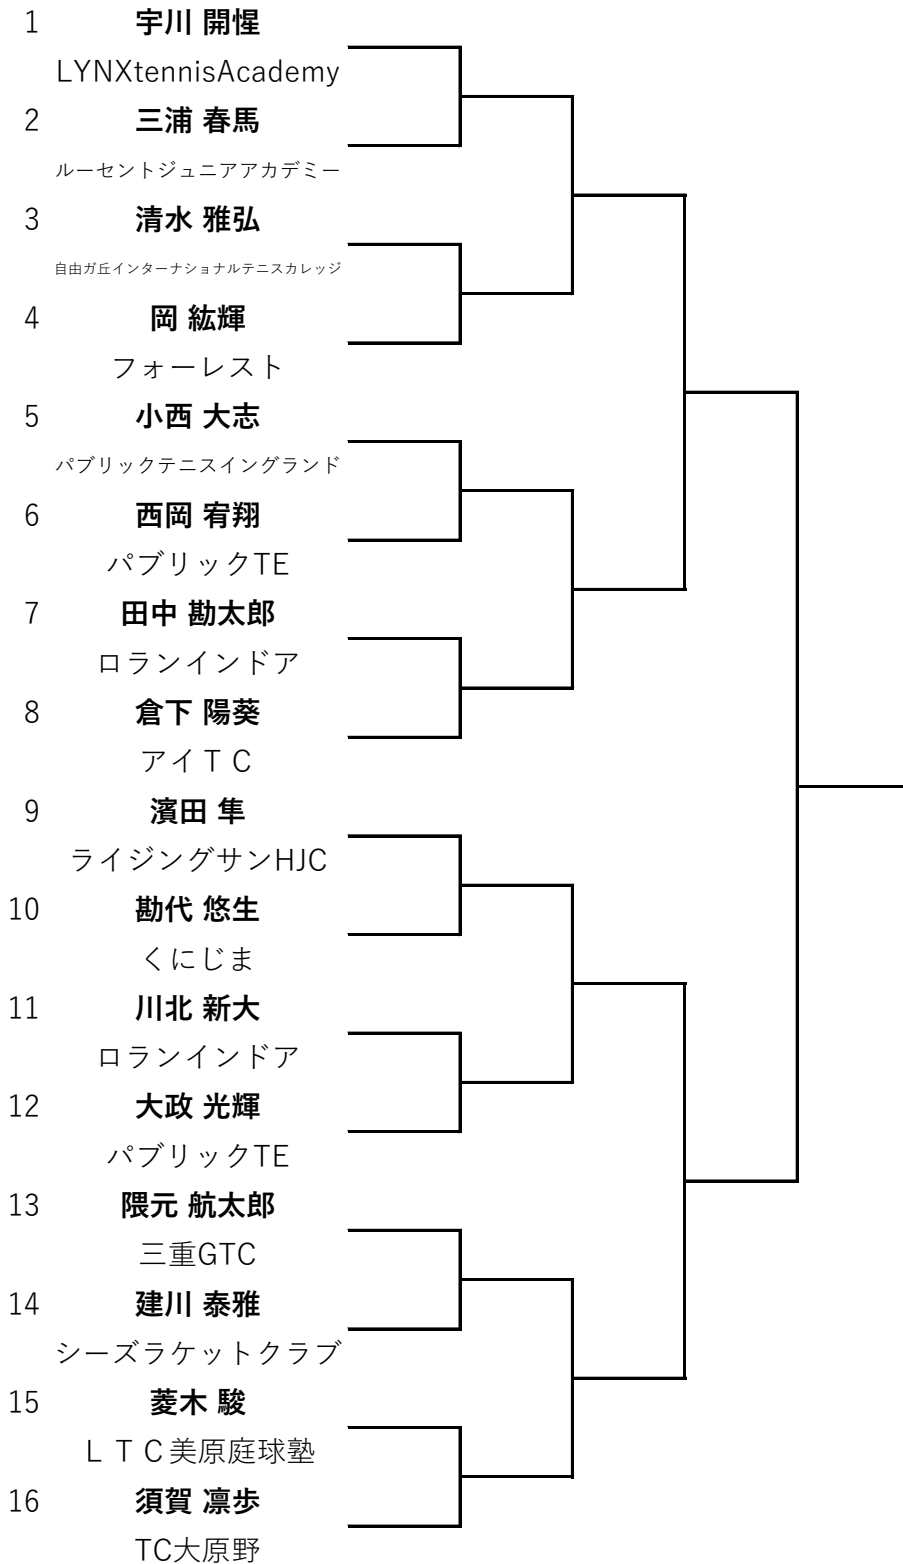 1 宇川 開惺
LYNXtennisAcademy
2 三浦 春馬
ルーセントジュニアアカデミー
3 清水 雅弘
自由ガ丘インターナショナルテニスカレッジ
4 岡 紘輝
フォーレスト
5 小西 大志
パブリックテニスイングランド
6 西岡 宥翔
パブリックTE
7 田中 勘太郎
ロランインドア
8 倉下 陽葵
アイＴＣ
9 濱田 隼
ライジングサンHJC
10 勘代 悠生
くにじま
11 川北 新大
ロランインドア
12 大政 光輝
パブリックTE
13 隈元 航太郎
三重GTC
14 建川 泰雅
シーズラケットクラブ
15 菱木 駿
ＬＴＣ美原庭球塾
16 須賀 凛歩
TC大原野